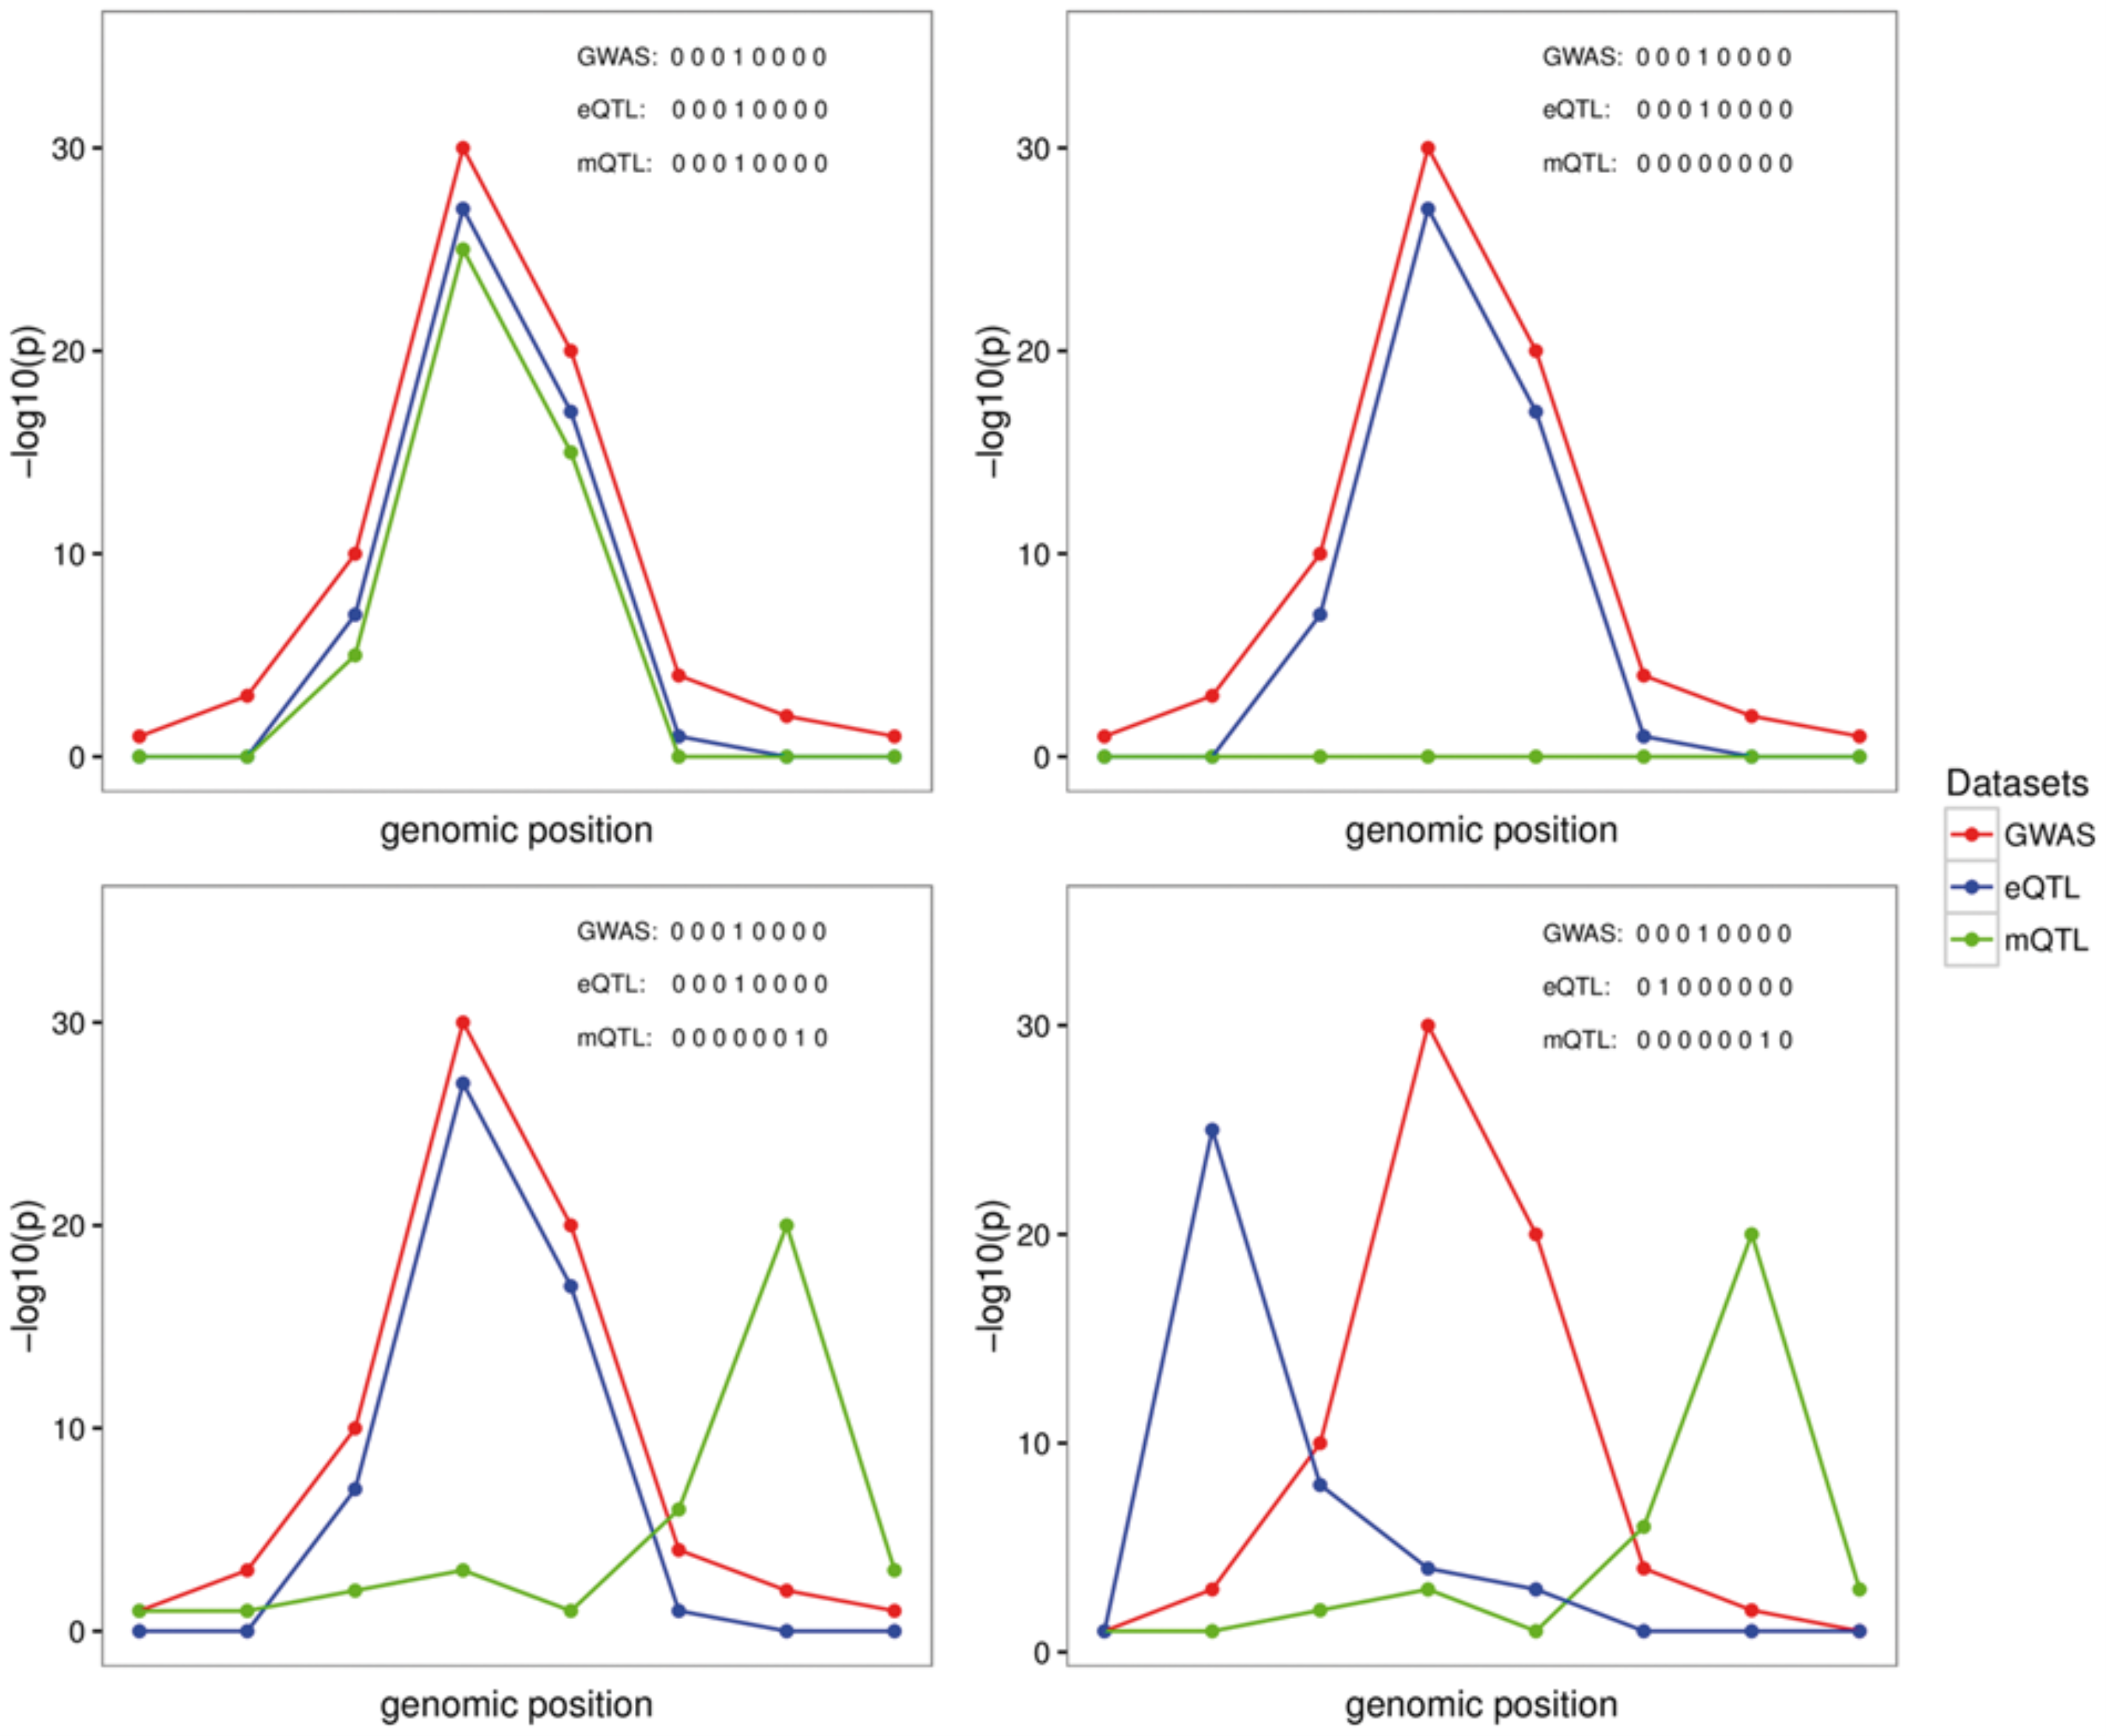 GWAS: 0 0 0 1 0 0 0 0
eQTL: 0 0 0 1 0 0 0 0
mQTL: 0 0 0 1 0 0 0 0
30
20
10
0
−log10(p)
genomic position
GWAS: 0 0 0 1 0 0 0 0
eQTL: 0 0 0 1 0 0 0 0
mQTL: 0 0 0 0 0 0 0 0
30
20
10
0
−log10(p)
genomic position
GWAS: 0 0 0 1 0 0 0 0
eQTL: 0 0 0 1 0 0 0 0
mQTL: 0 0 0 0 0 0 1 0
30
20
10
0
−log10(p)
genomic position
GWAS: 0 0 0 1 0 0 0 0
eQTL: 0 1 0 0 0 0 0 0
mQTL: 0 0 0 0 0 0 1 0
30
20
10
0
−log10(p)
genomic position
Datasets
GWAS
eQTL
mQTL